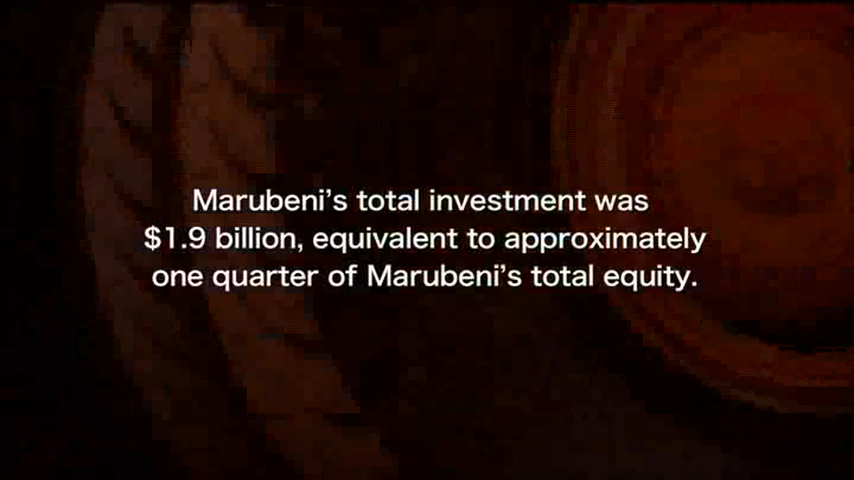 Marubeni’s total investment was
$1.9 billion, equivalent to approximately
one quarter of Marubeni’s total equity.